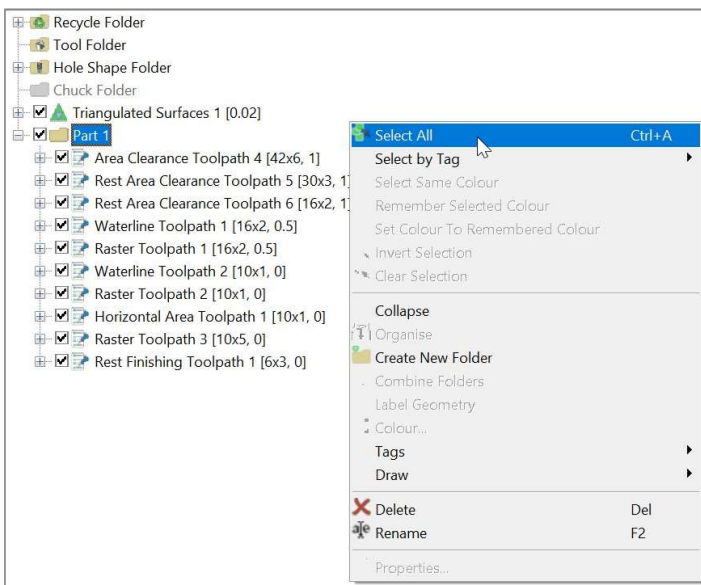 Recycle Folder
Tool Folder
Hole Shape Folder
Chuck Folder
Triangulated Surfaces 1 [0.02]
Part 1
Area Clearance Toolpath 4 [42x6, 1]
Rest Area Clearance Toolpath 5 [30x3, 1]
Rest Area Clearance Toolpath 6 [16x2, 1]
Waterline Toolpath 1 [16x2, 0.5]
Raster Toolpath 1 [16x2, 0.5]
Waterline Toolpath 2 [10x1, 0]
Raster Toolpath 2 [10x1, 0]
Horizontal Area Toolpath 1 [10x1, 0]
Raster Toolpath 3 [10x5, 0]
Rest Finishing Toolpath 1 [6x3, 0]
Select All Ctrl+A
Select by Tag
Select Same Colour
Remember Selected Colour
Set Colour To Remembered Colour
Invert Selection
Clear Selection
Collapse
Organise
Create New Folder
Combine Folders
Label Geometry
Colour...
Tags
Draw
Delete Del
Rename F2
Properties...